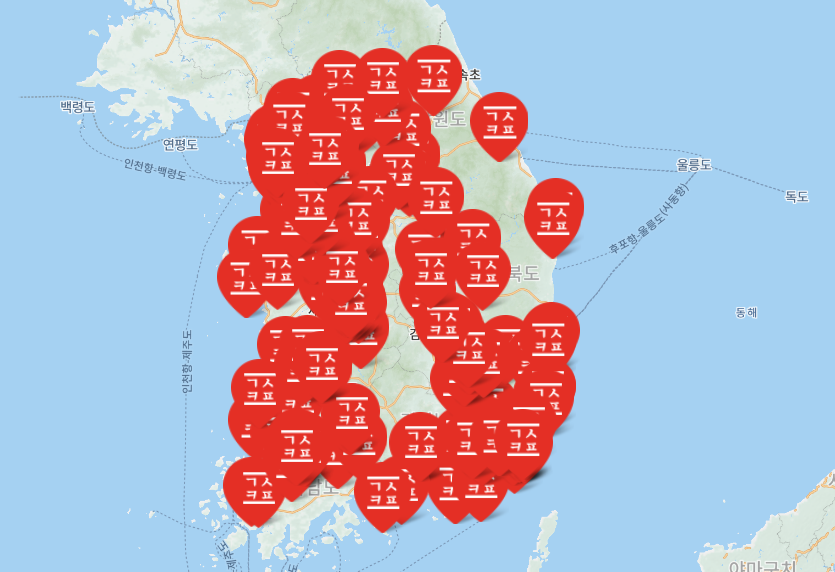 속초
원도
백령도
연평도
인천항-백령도
울릉도
독도
후포항-울릉도(사동항)
북도
동해
인천항-제주도
ㄱㅅ
ㅋㅍ
남도
야마구치